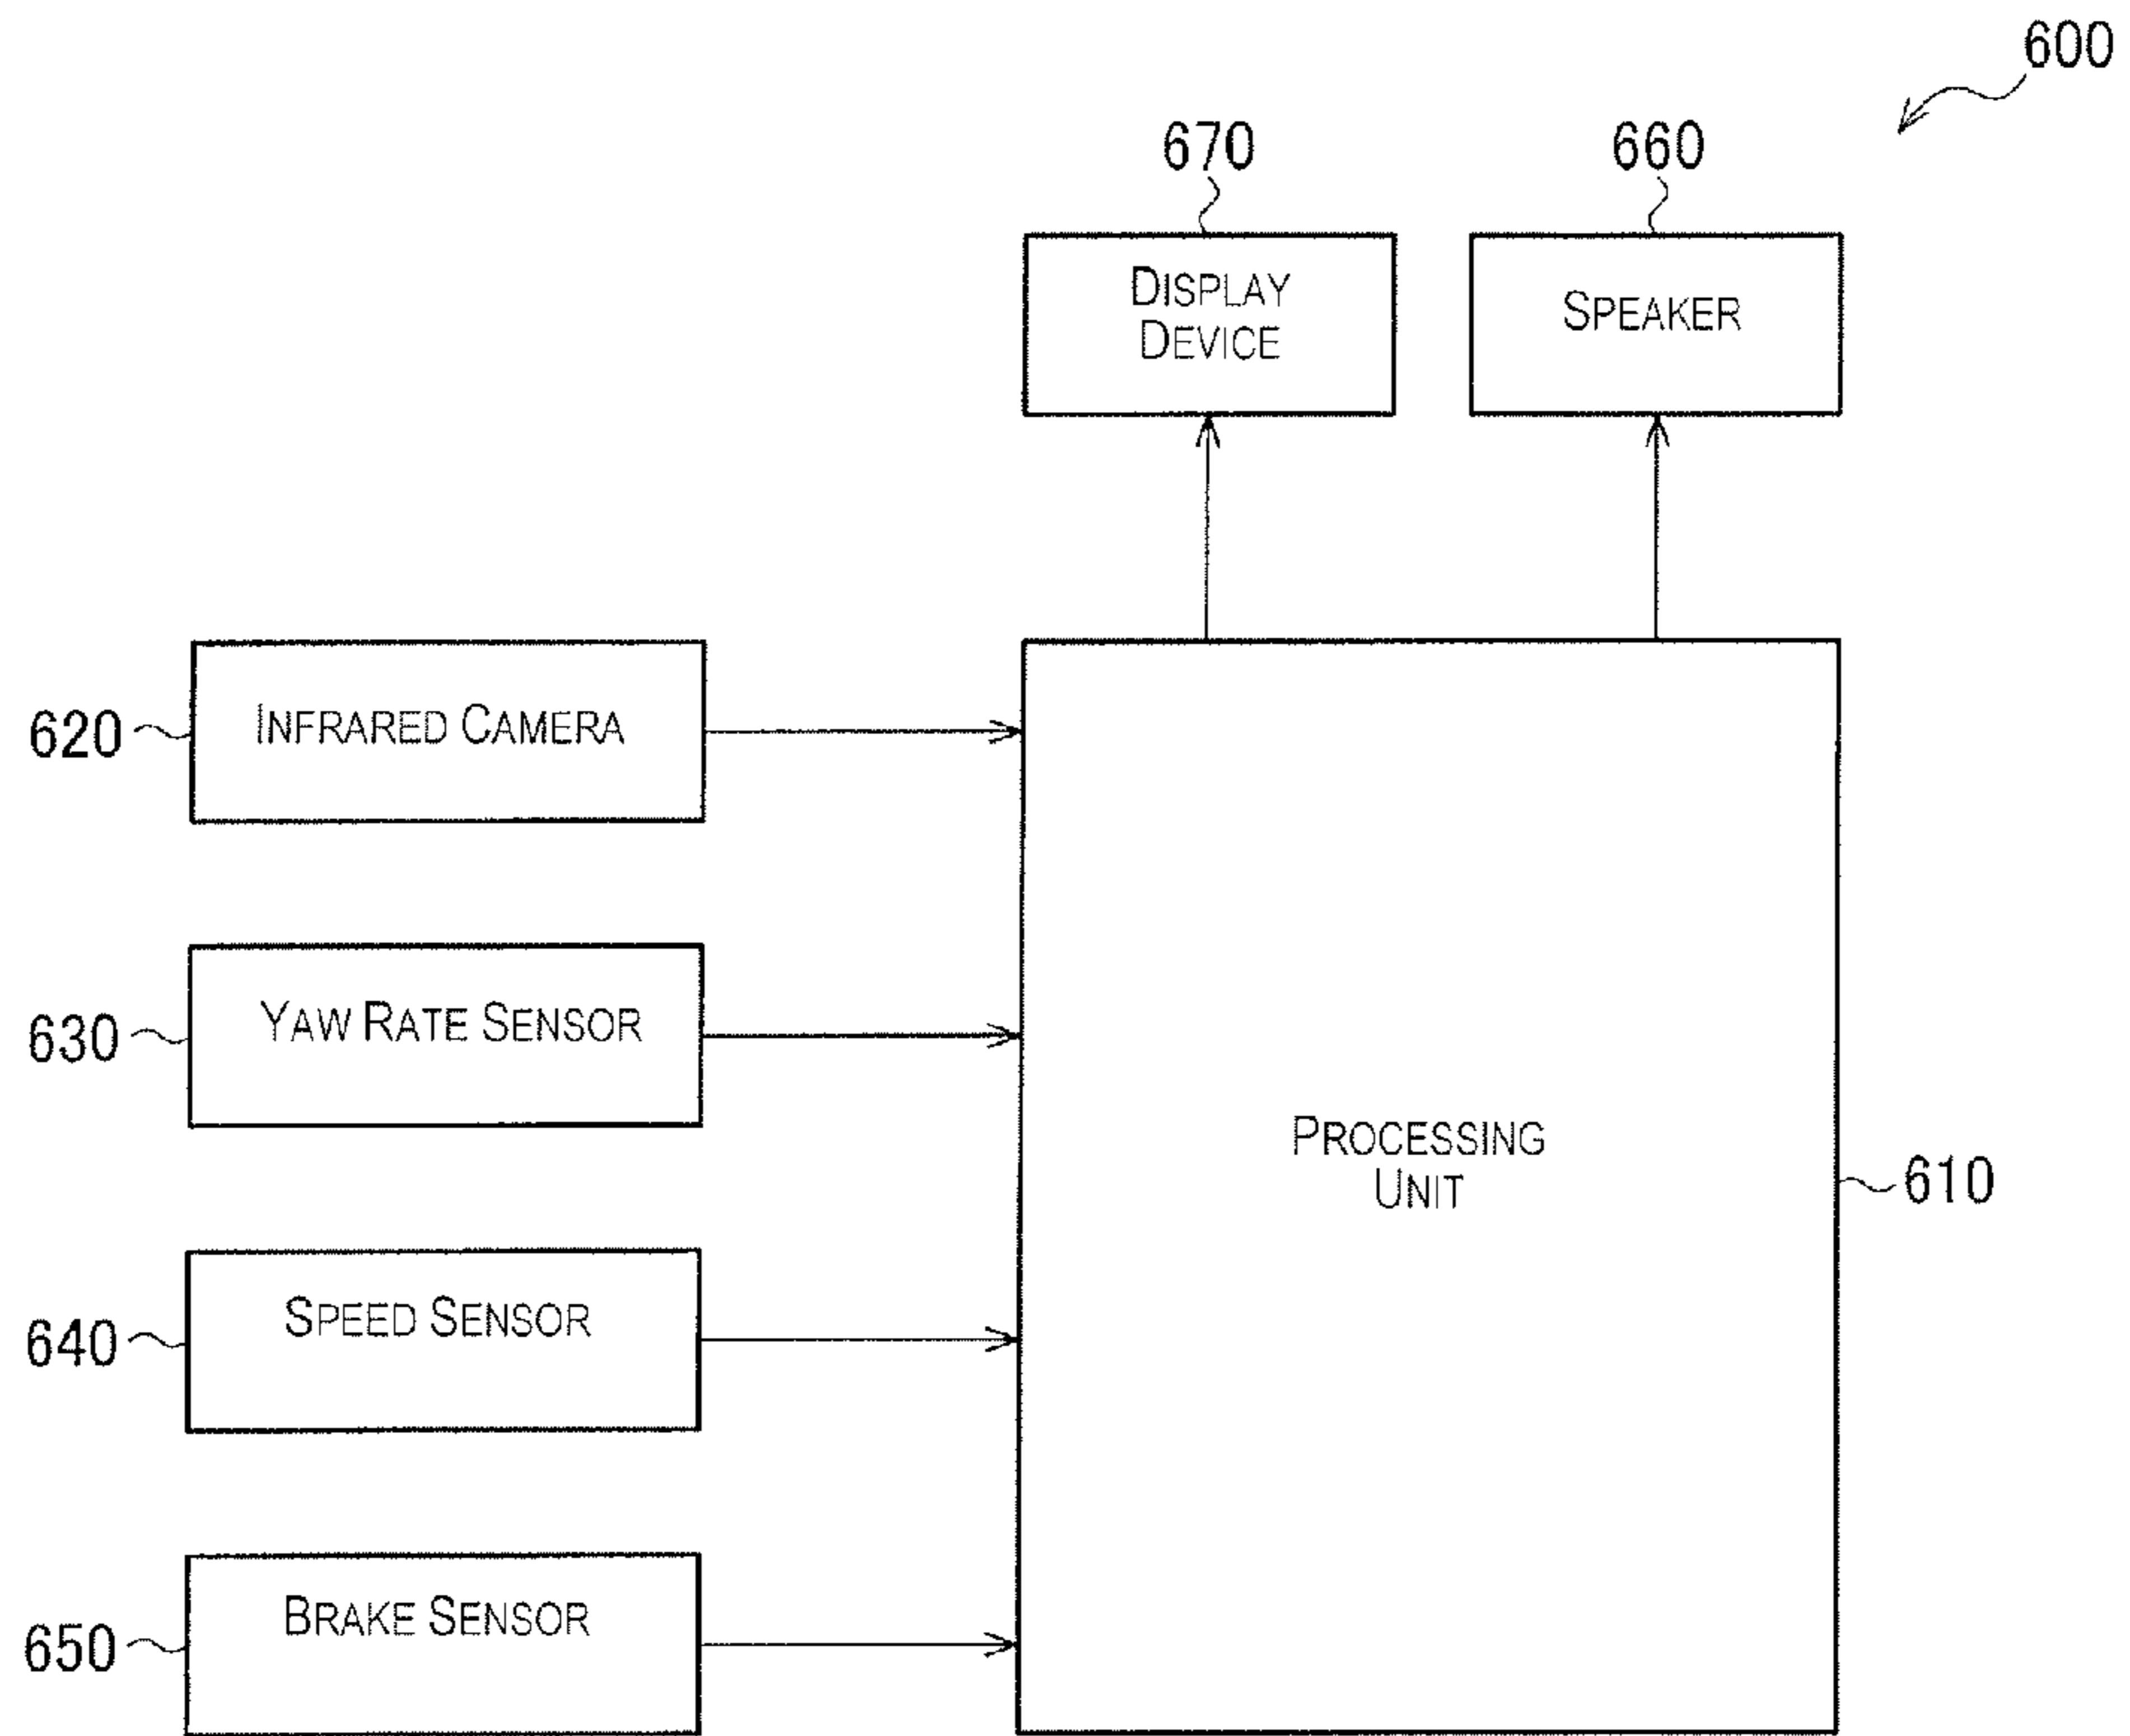 600
670
660
DISPLAY
DEVICE
SPEAKER
620
INFRARED CAMERA
630
YAW RATE SENSOR
PROCESSING
UNIT
610
640
SPEED SENSOR
650
BRAKE SENSOR